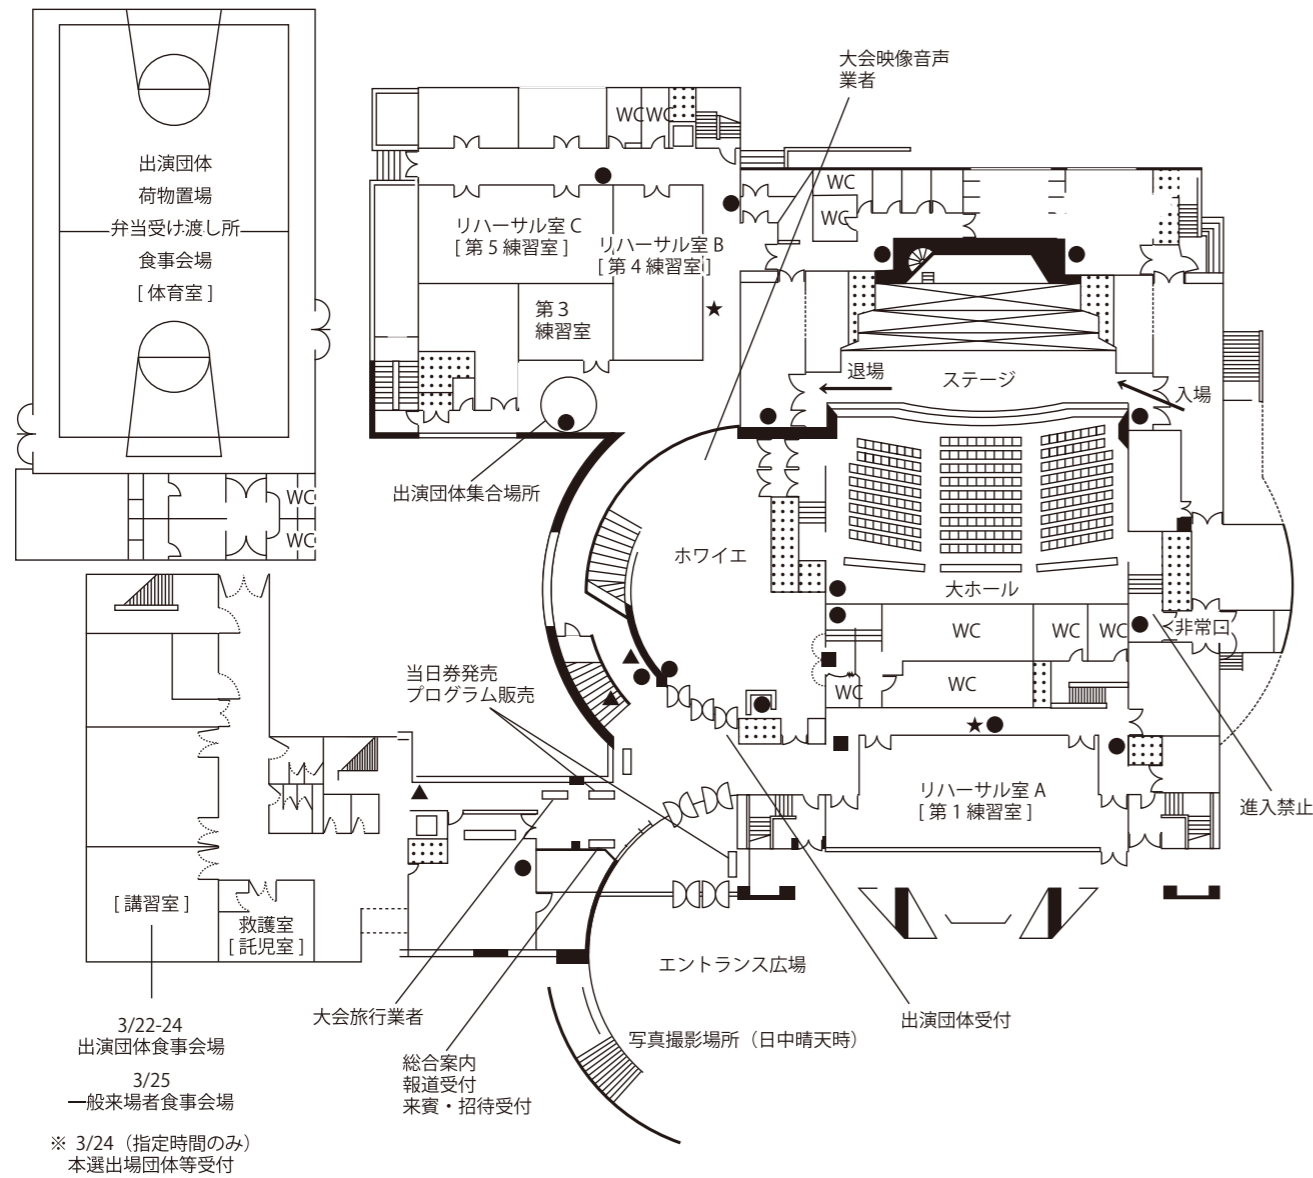 大会映像音声
業者
WC
WC
出演団体
荷物置場
弁当受け渡し所
食事会場
[ 体育室 ]
WC
WC
リハーサル室 C
[ 第 5 練習室 ]
リハーサル室 B
[ 第 4 練習室 ]
第 3
練習室
★
退場
ステージ
入場
出演団体集合場所
WC
WC
ホワイエ
大ホール
WC
WC
WC
非常口
当日券発売
プログラム販売
WC
WC
★
リハーサル室 A
[ 第 1 練習室 ]
進入禁止
[ 講習室 ]
救護室
[ 託児室 ]
エントランス広場
大会旅行業者
出演団体受付
写真撮影場所（日中晴天時）
3/22-24
出演団体食事会場
総合案内
報道受付
来賓・招待受付
3/25
一般来場者食事会場
※ 3/24（指定時間のみ）
本選出場団体等受付